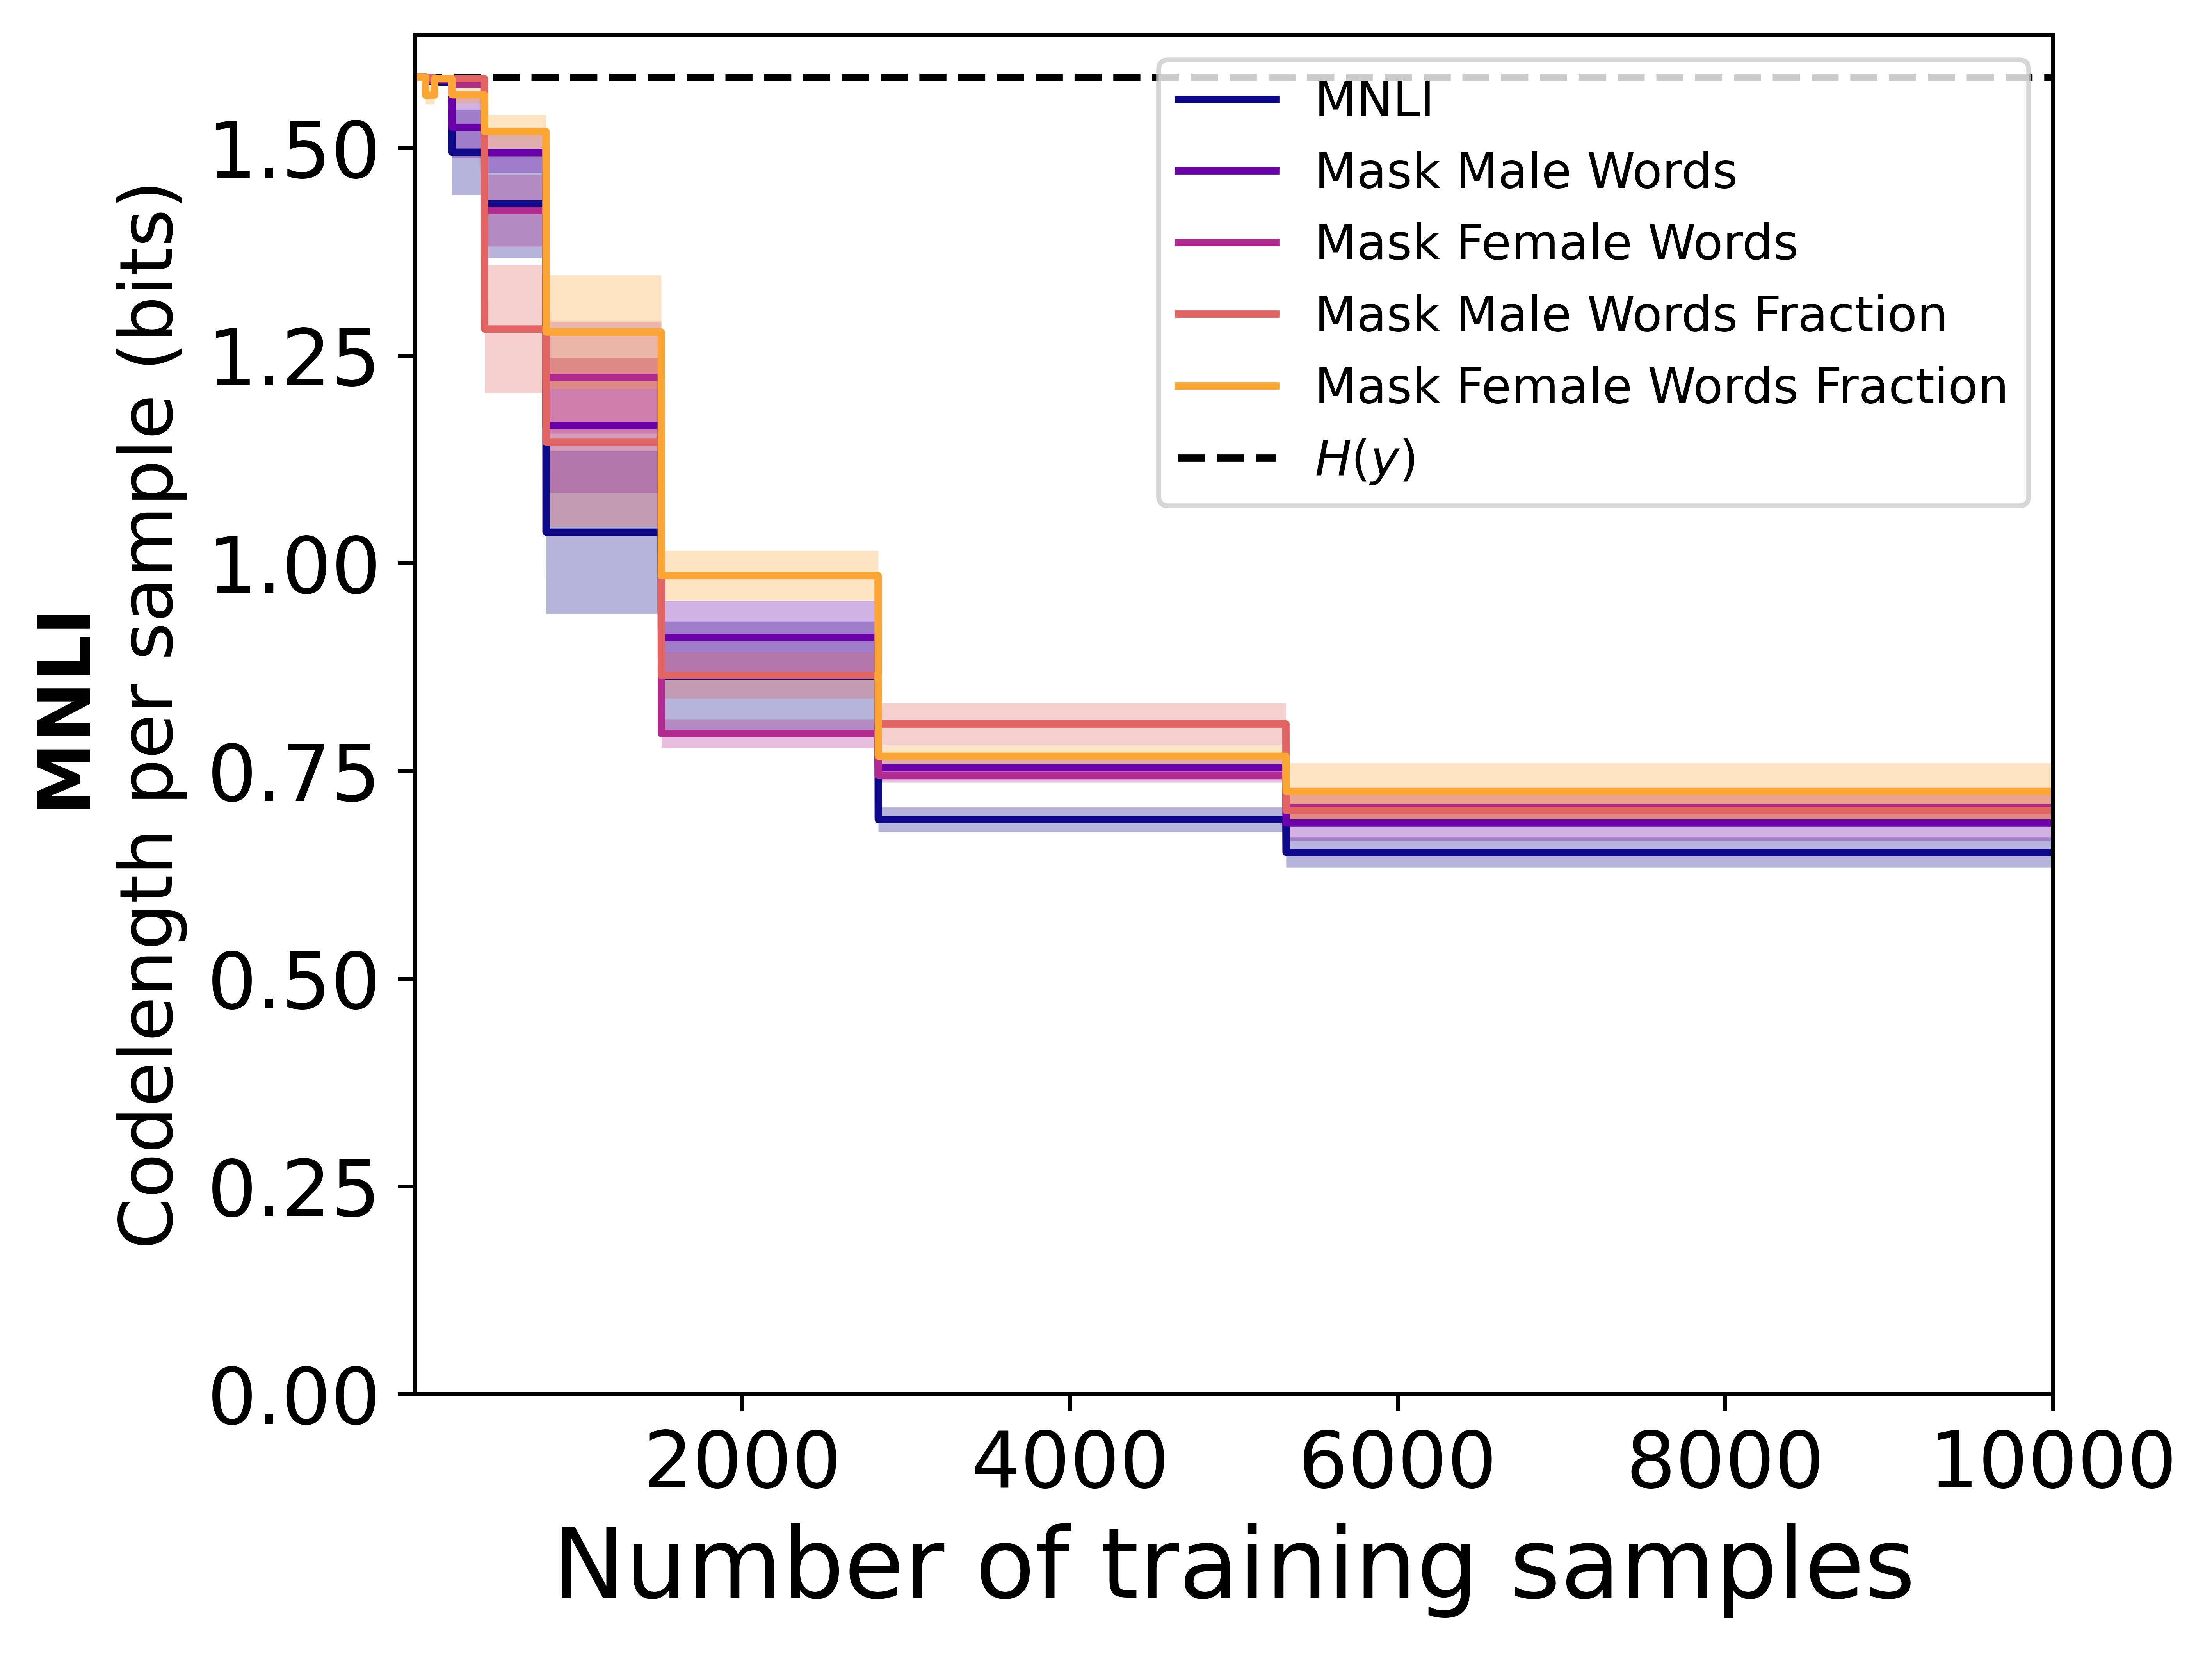 MNLI
Codelength per sample (bits)
1.50
1.25
1.00
0.75
0.50
0.25
0.00
2000 4000 6000 8000 10000
Number of training samples
MNLI
Mask Male Words
Mask Female Words
Mask Male Words Fraction
Mask Female Words Fraction
H(y)